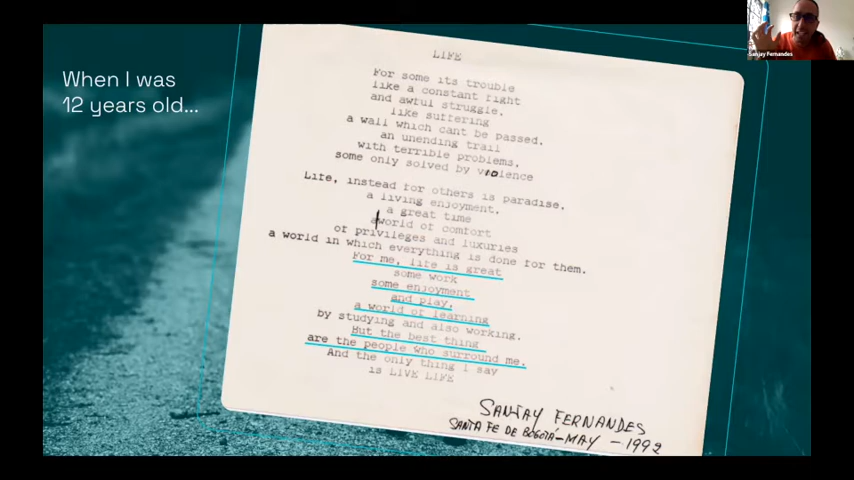 When I was
12 years old...
LIFE
For some its trouble
like a constant fight
and awful struggle.
like suffering
a wall which cant be passed.
an unending trail
with terrible problems.
some only solved by violence
Life, instead for others is paradise.
a living enjoyment.
a great time
a world of comfort
of privileges and luxuries
a world in which everything is done for them.
For me, life is great
some work
some enjoyment
and play.
a world of learning
by studying and also working.
But the best thing
are the people who surround me.
And the only thing I say
is LIVE LIFE
SANJAY FERNANDES
SANTA FE DE BOGOTÁ - MAY - 1992
Sanjay Fernandes